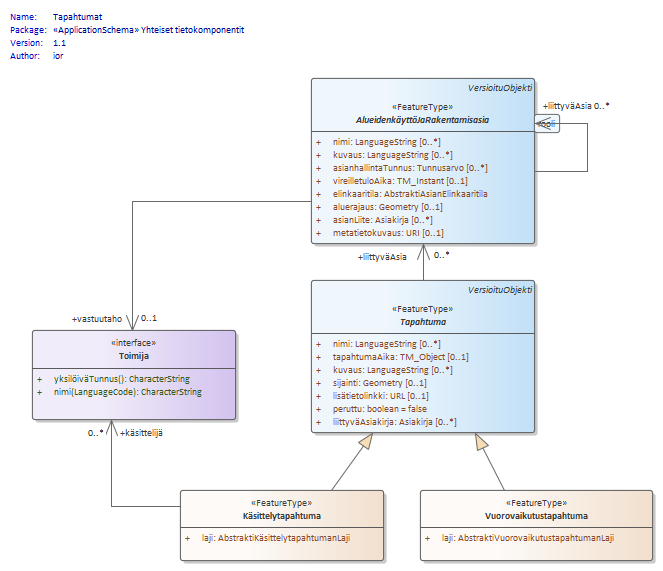 Name: Tapahtumat
Package: «ApplicationSchema» Yhteiset tietokomponentit
Version: 1.1
Author: ior
VersioituObjekti
«FeatureType»
AlueidenkäyttöJaRakentamisasia
+ nimi: LanguageString [0..*]
+ kuvaus: LanguageString [0..*]
+ asianhallintaTunnus: Tunnusarvo [0..*]
+ vireilletuloAika: TM_Instant [0..1]
+ elinkaaritila: AbstraktiAsianElinkaaritila
+ aluerajaus: Geometry [0..1]
+ asianLiite: Asiakirja [0..*]
+ metatietokuvaus: URI [0..1]
+liittyväAsia 0..*
+liittyväAsia 0..*
VersioituObjekti
«FeatureType»
Tapahtuma
+ nimi: LanguageString [0..*]
+ tapahtumaAika: TM_Object [0..1]
+ kuvaus: LanguageString [0..*]
+ sijainti: Geometry [0..1]
+ lisätietolinkki: URL [0..1]
+ peruttu: boolean = false
+ liittyväAsiakirja: Asiakirja [0..*]
+vastuutaho 0..1
«interface»
Toimija
+ yksilöiväTunnus(): CharacterString
+ nimi(LanguageCode): CharacterString
0..* +käsittelijä
«FeatureType»
Käsittelytapahtuma
+ laji: AbstraktiKäsittelytapahtumanLaji
«FeatureType»
Vuorovaikutustapahtuma
+ laji: AbstraktiVuorovaikutustapahtumanLaji